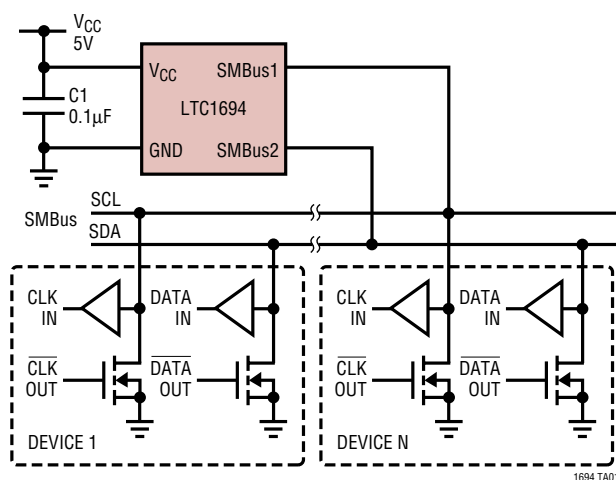 VCC
5V
C1
0.1µF
VCC
SMBus1
LTC1694
GND
SMBus2
SMBus
SCL
SDA
CLK
IN
DATA
IN
CLK
OUT
DATA
OUT
DEVICE 1
CLK
IN
DATA
IN
CLK
OUT
DATA
OUT
DEVICE N
1694 TA01